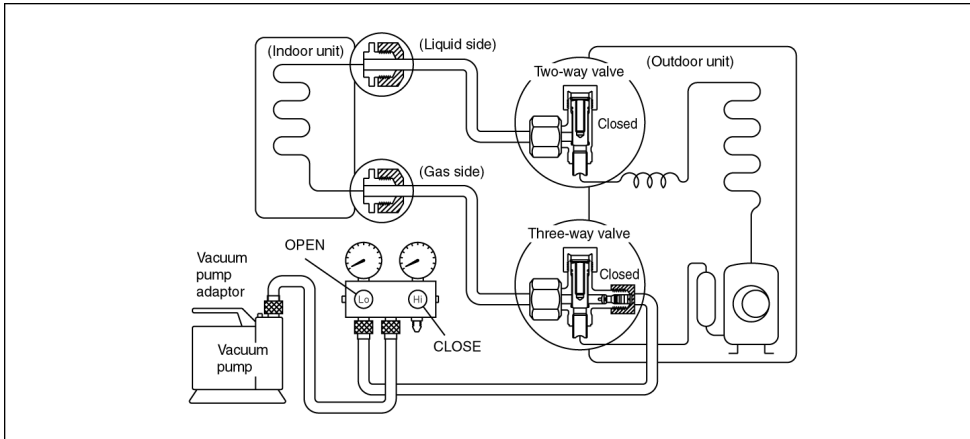 (Indoor unit)
(Liquid side)
Two-way valve
(Outdoor unit)
Closed
(Gas side)
Three-way valve
Closed
OPEN
Vacuum
pump
adaptor
Lo
Hi
CLOSE
Vacuum
pump